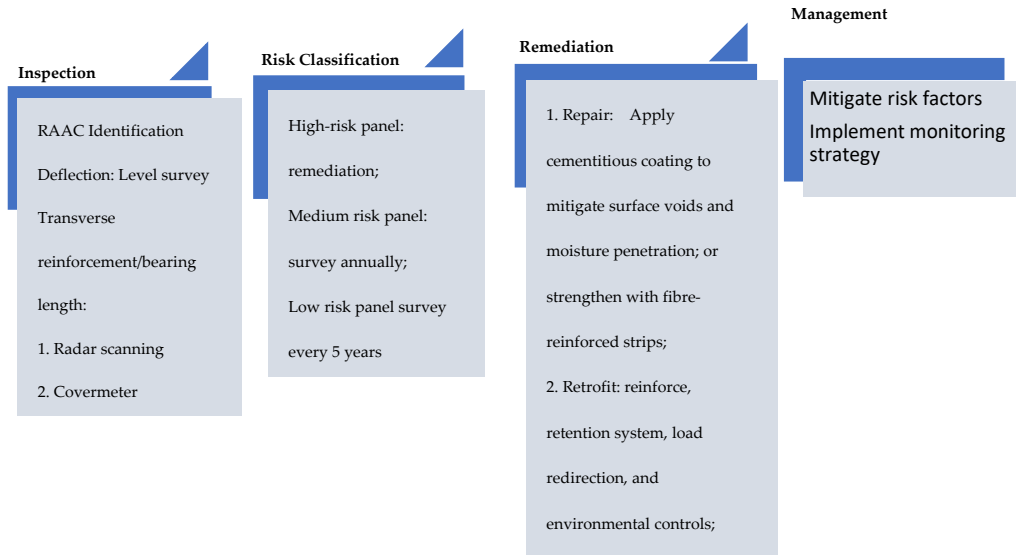 Inspection
RAAC Identification
Deflection: Level survey
Transverse
reinforcement/bearing
length:
1. Radar scanning
2. Covermeter
Risk Classification
High-risk panel:
remediation;
Medium risk panel:
survey annually;
Low risk panel survey
every 5 years
Remediation
1. Repair: Apply
cementitious coating to
mitigate surface voids and
moisture penetration; or
strengthen with fibre-
reinforced strips;
2. Retrofit: reinforce,
retention system, load
redirection, and
environmental controls;
Management
Mitigate risk factors
Implement monitoring
strategy